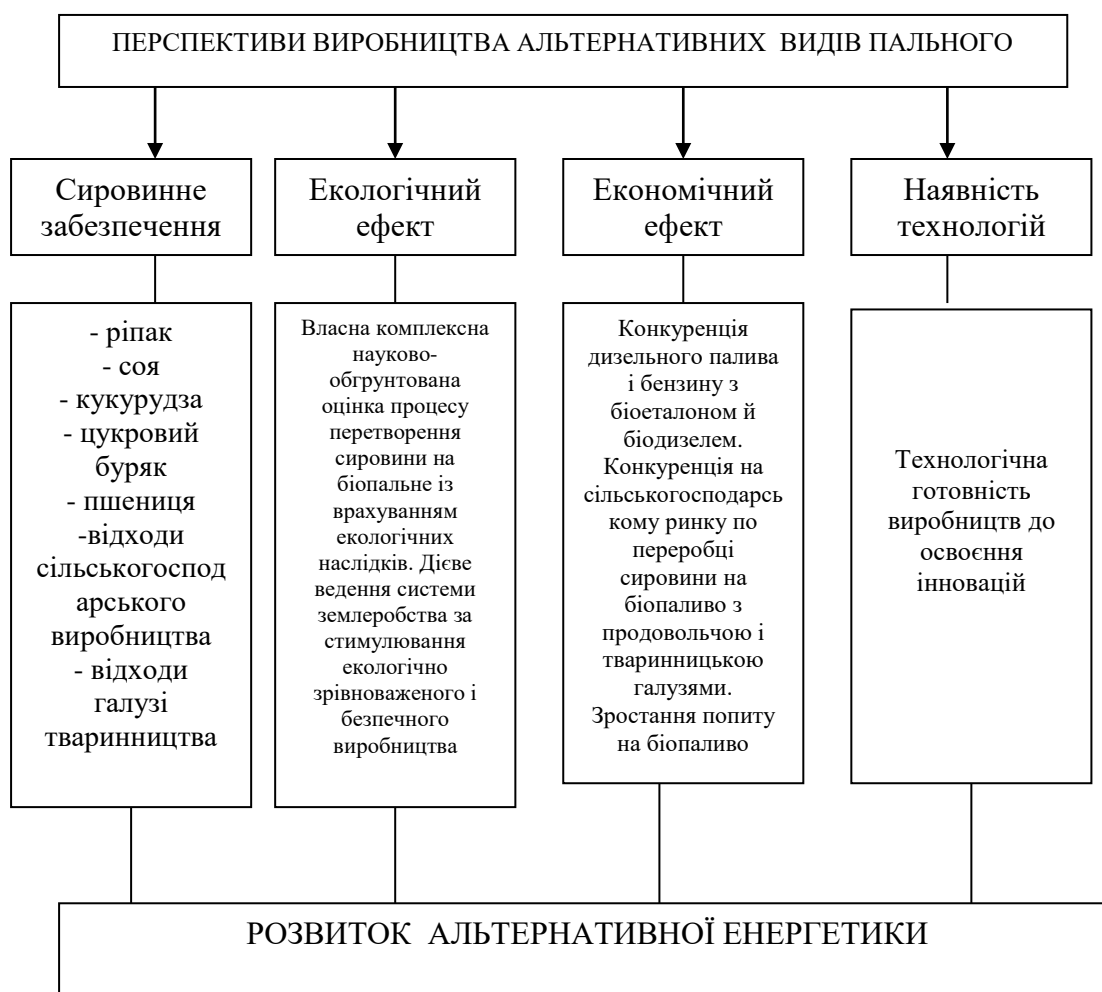 ПЕРСПЕКТИВИ ВИРОБНИЦТВА АЛЬТЕРНАТИВНИХ ВИДІВ ПАЛЬНОГО
Сировинне
забезпечення
Екологічний
ефект
Економічний
ефект
Наявність
технологій
- ріпак
- соя
- кукурудза
- цукровий
буряк
- пшениця
-відходи
сільськогоспод
арського
виробництва
- відходи
галузі
тваринництва
Власна комплексна
науково-
обгрунтована
оцінка процесу
перетворення
сировини на
біопальне із
врахуванням
екологічних
наслідків. Дієве
ведення системи
землеробства за
стимулювання
екологічно
зрівноваженого і
безпечного
виробництва
Конкуренція
дизельного палива
і бензину з
біоеталоном й
біодизелем.
Конкуренція на
сільськогосподарсь
кому ринку по
переробці
сировини на
біопаливо з
продовольчою і
тваринницькою
галузями.
Зростання попиту
на біопаливо
Технологічна
готовність
виробництв до
освоєння
інновацій
РОЗВИТОК АЛЬТЕРНАТИВНОЇ ЕНЕРГЕТИКИ